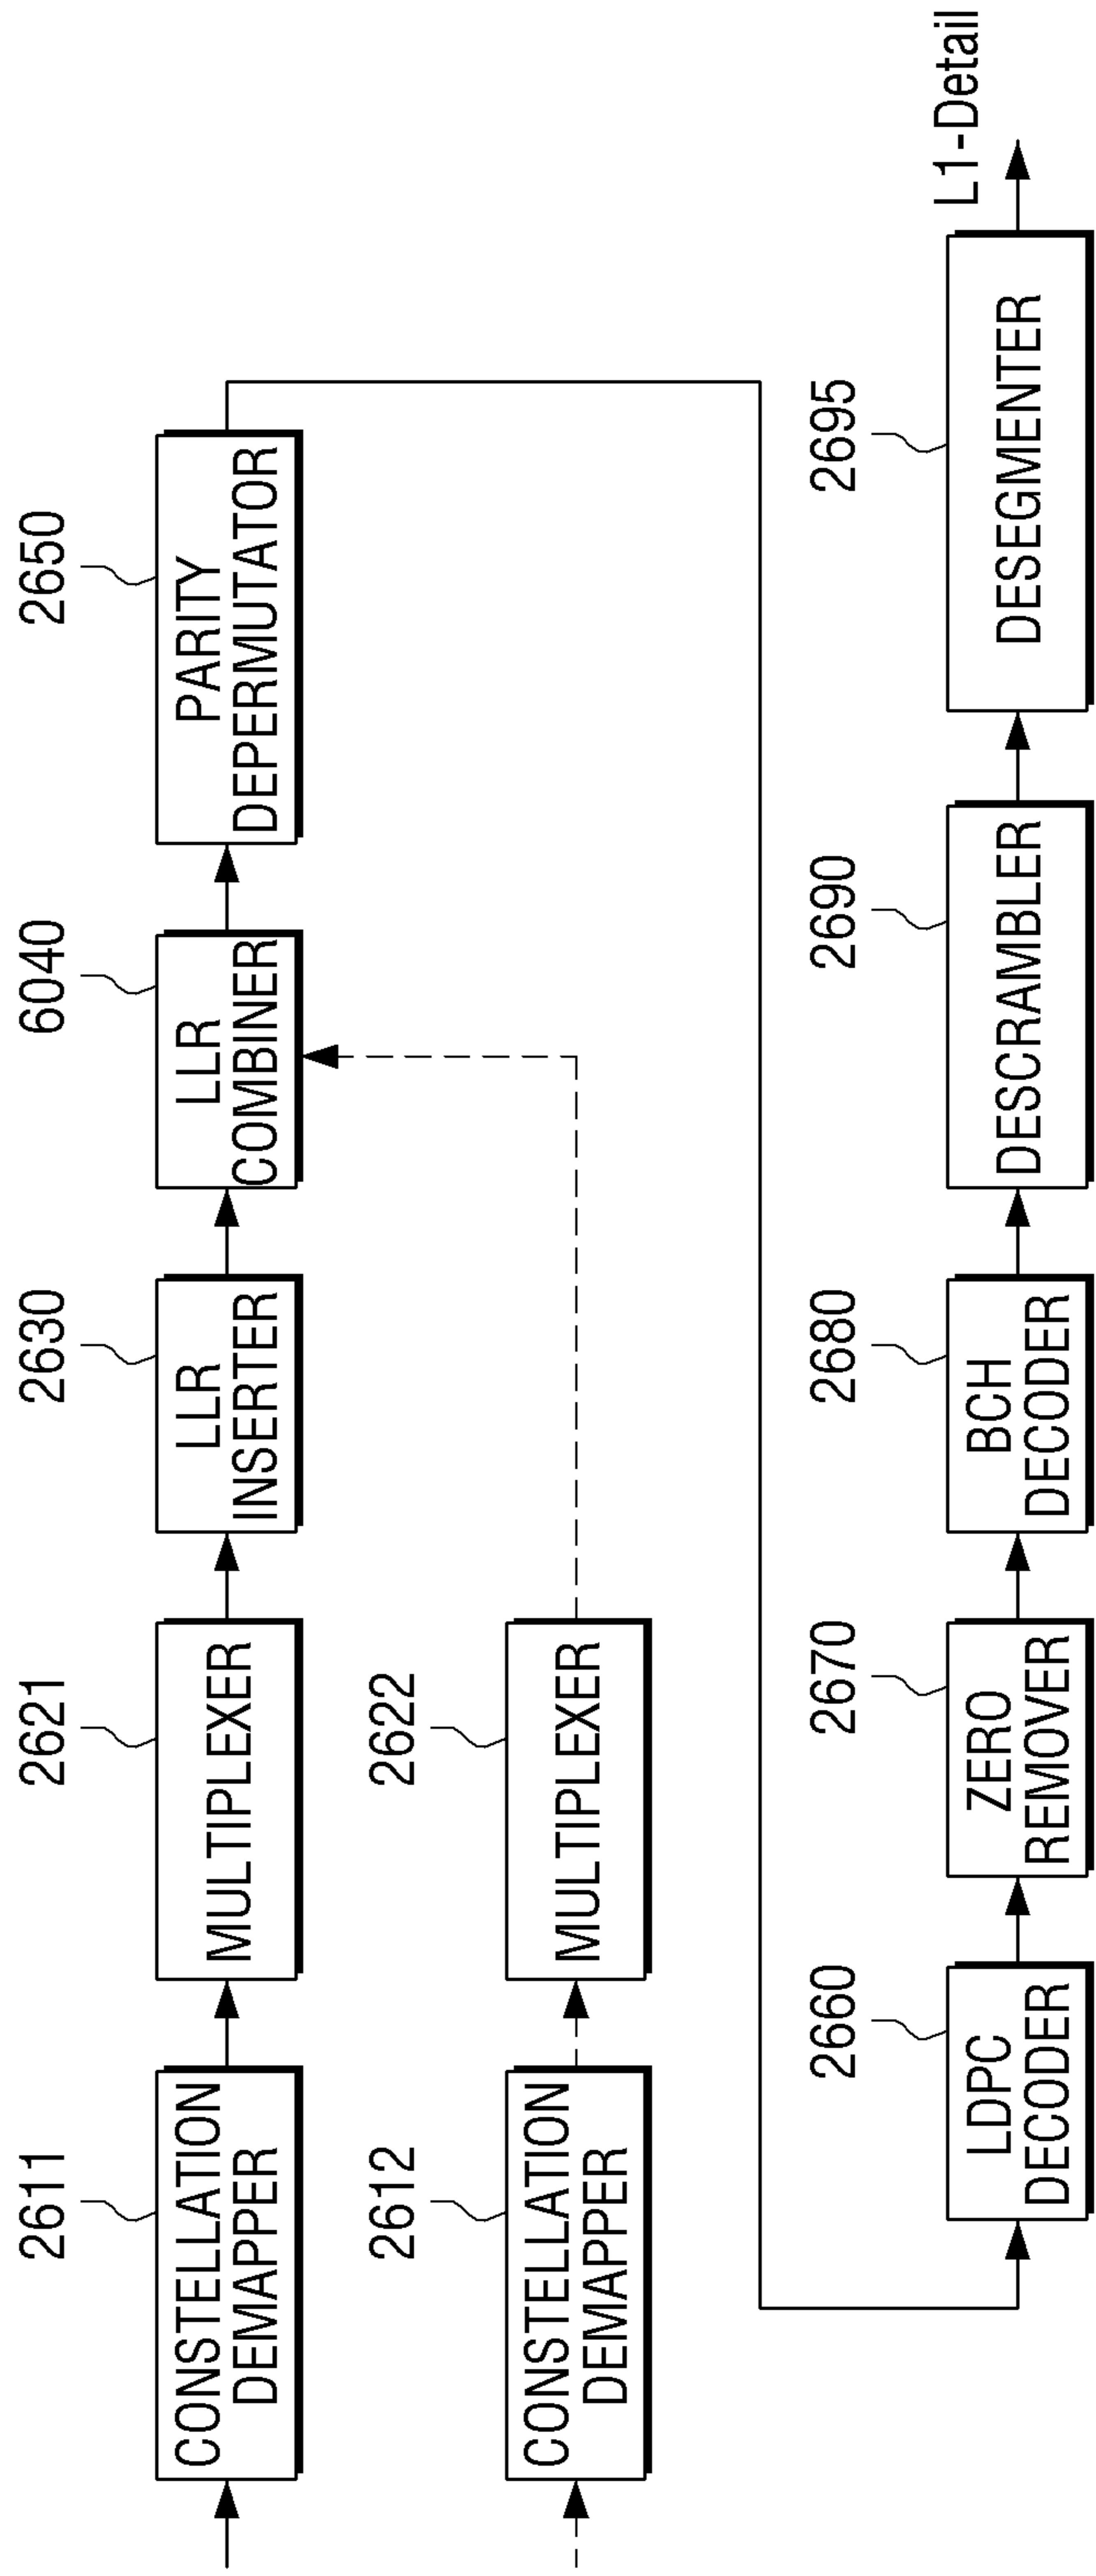 2611
CONSTELLATION
DEMAPPER
2621
MULTIPLEXER
2630
LLR
INSERTER
6040
LLR
COMBINER
2650
PARITY
DEPERMUTATOR
2612
CONSTELLATION
DEMAPPER
2622
MULTIPLEXER
2660
LDPC
DECODER
2670
ZERO
REMOVER
2680
BCH
DECODER
2690
DESCRAMBLER
2695
DESEGMENTER
L1-Detail